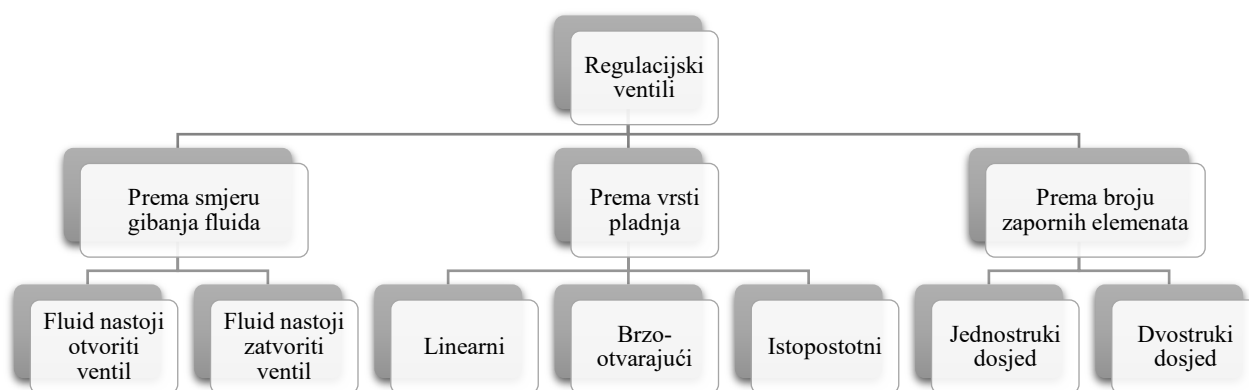 Regulacijski
ventili
Prema smjeru
gibanja fluida
Prema vrsti
pladnja
Prema broju
zapornih elemenata
Fluid nastoji
otvoriti
ventil
Fluid nastoji
zatvoriti
ventil
Linearni
Brzo-
otvarajući
Istopostotni
Jednostruki
dosjed
Dvostruki
dosjed